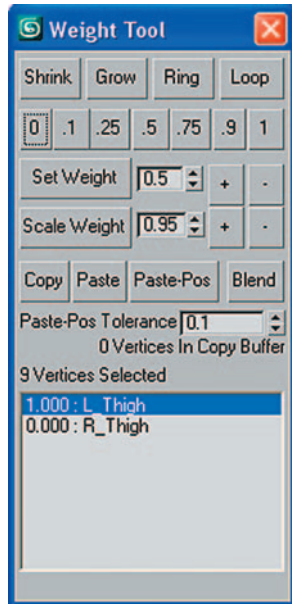 Weight Tool
Shrink Grow Ring Loop
0 .1 .25 .5 .75 .9 1
Set Weight 0.5 + -
Scale Weight 0.95 + -
Copy Paste Paste-Pos Blend
Paste-Pos Tolerance 0.1
0 Vertices In Copy Buffer
9 Vertices Selected
1.000 : L_Thigh
0.000 : R_Thigh